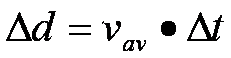 Δd = v_av • Δt